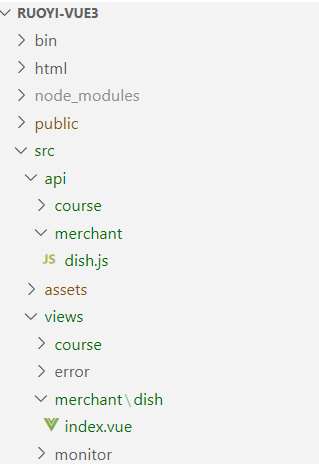 RUOYI-VUE3
bin
html
node_modules
public
src
api
course
merchant
JS dish.js
assets
views
course
error
merchant\dish
index.vue
monitor